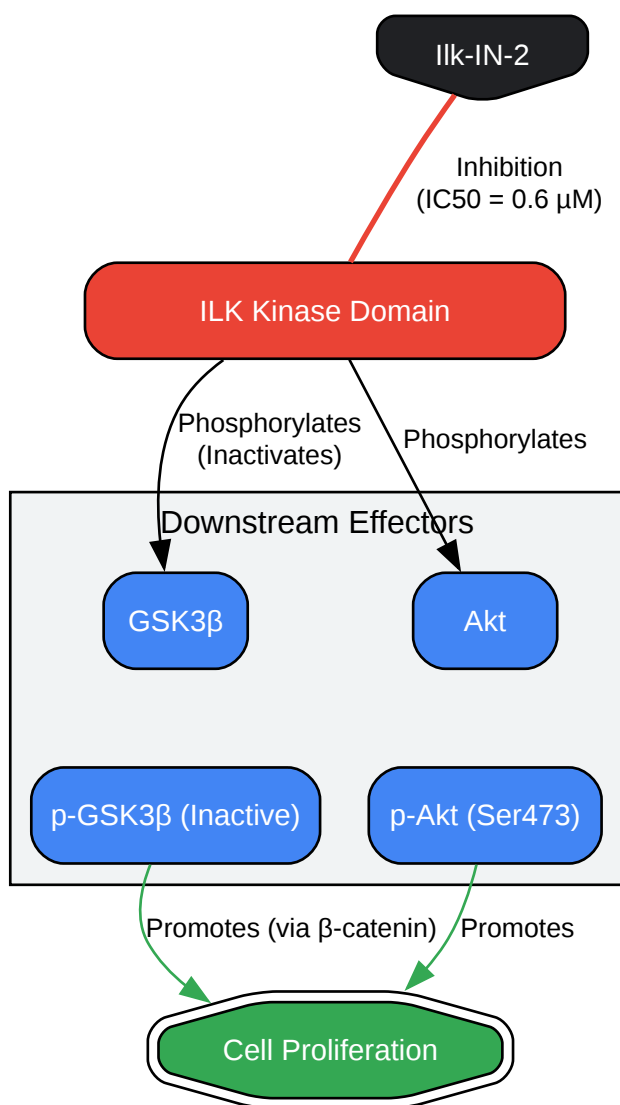 Ilk-IN-2
Inhibition
(IC50 = 0.6 µM)
ILK Kinase Domain
Phosphorylates
(Inactivates)
Phosphorylates
Downstream Effectors
GSK3β
Akt
p-GSK3β (Inactive)
p-Akt (Ser473)
Promotes (via β-catenin)
Promotes
Cell Proliferation